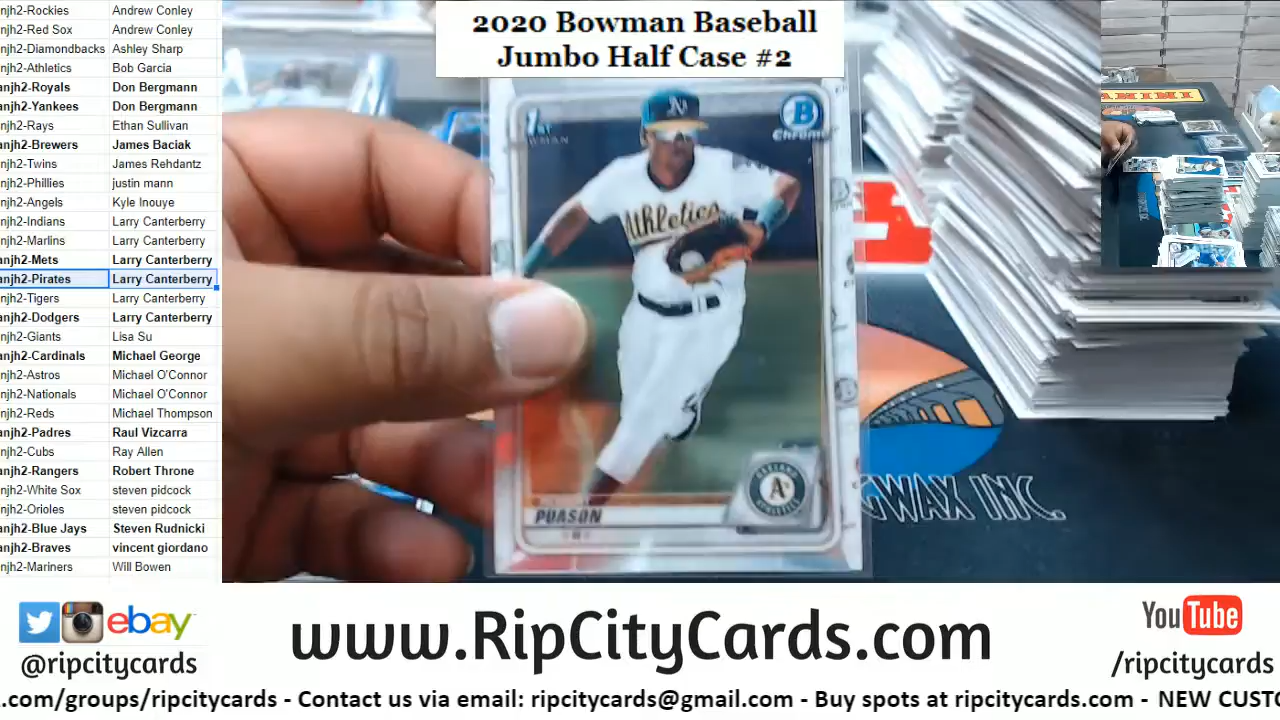 2020 Bowman Baseball
Jumbo Half Case #2
njh2-Rockies Andrew Conley
njh2-Red Sox Andrew Conley
njh2-Diamondbacks Ashley Sharp
njh2-Athletics Bob Garcia
anjh2-Royals Don Bergmann
anjh2-Yankees Don Bergmann
njh2-Rays Ethan Sullivan
anjh2-Brewers James Baciak
njh2-Twins James Rehdantz
njh2-Phillies justin mann
njh2-Angels Kyle Inouye
njh2-Indians Larry Canterberry
njh2-Marlins Larry Canterberry
anjh2-Mets Larry Canterberry
anjh2-Pirates Larry Canterberry
njh2-Tigers Larry Canterberry
anjh2-Dodgers Larry Canterberry
njh2-Giants Lisa Su
anjh2-Cardinals Michael George
njh2-Astros Michael O'Connor
njh2-Nationals Michael O'Connor
njh2-Reds Michael Thompson
anjh2-Padres Raul Vizcarra
njh2-Cubs Ray Allen
anjh2-Rangers Robert Throne
njh2-White Sox steven pidcock
njh2-Orioles steven pidcock
anjh2-Blue Jays Steven Rudnicki
anjh2-Braves vincent giordano
njh2-Mariners Will Bowen
1ST
B
Chrome
A's
Athletics
A's
PUASON
PANINI
GWAX INC.
ebay
@ripcitycards
www.RipCityCards.com
YouTube
/ripcitycards
.com/groups/ripcitycards - Contact us via email: ripcitycards@gmail.com - Buy spots at ripcitycards.com - NEW CUSTO